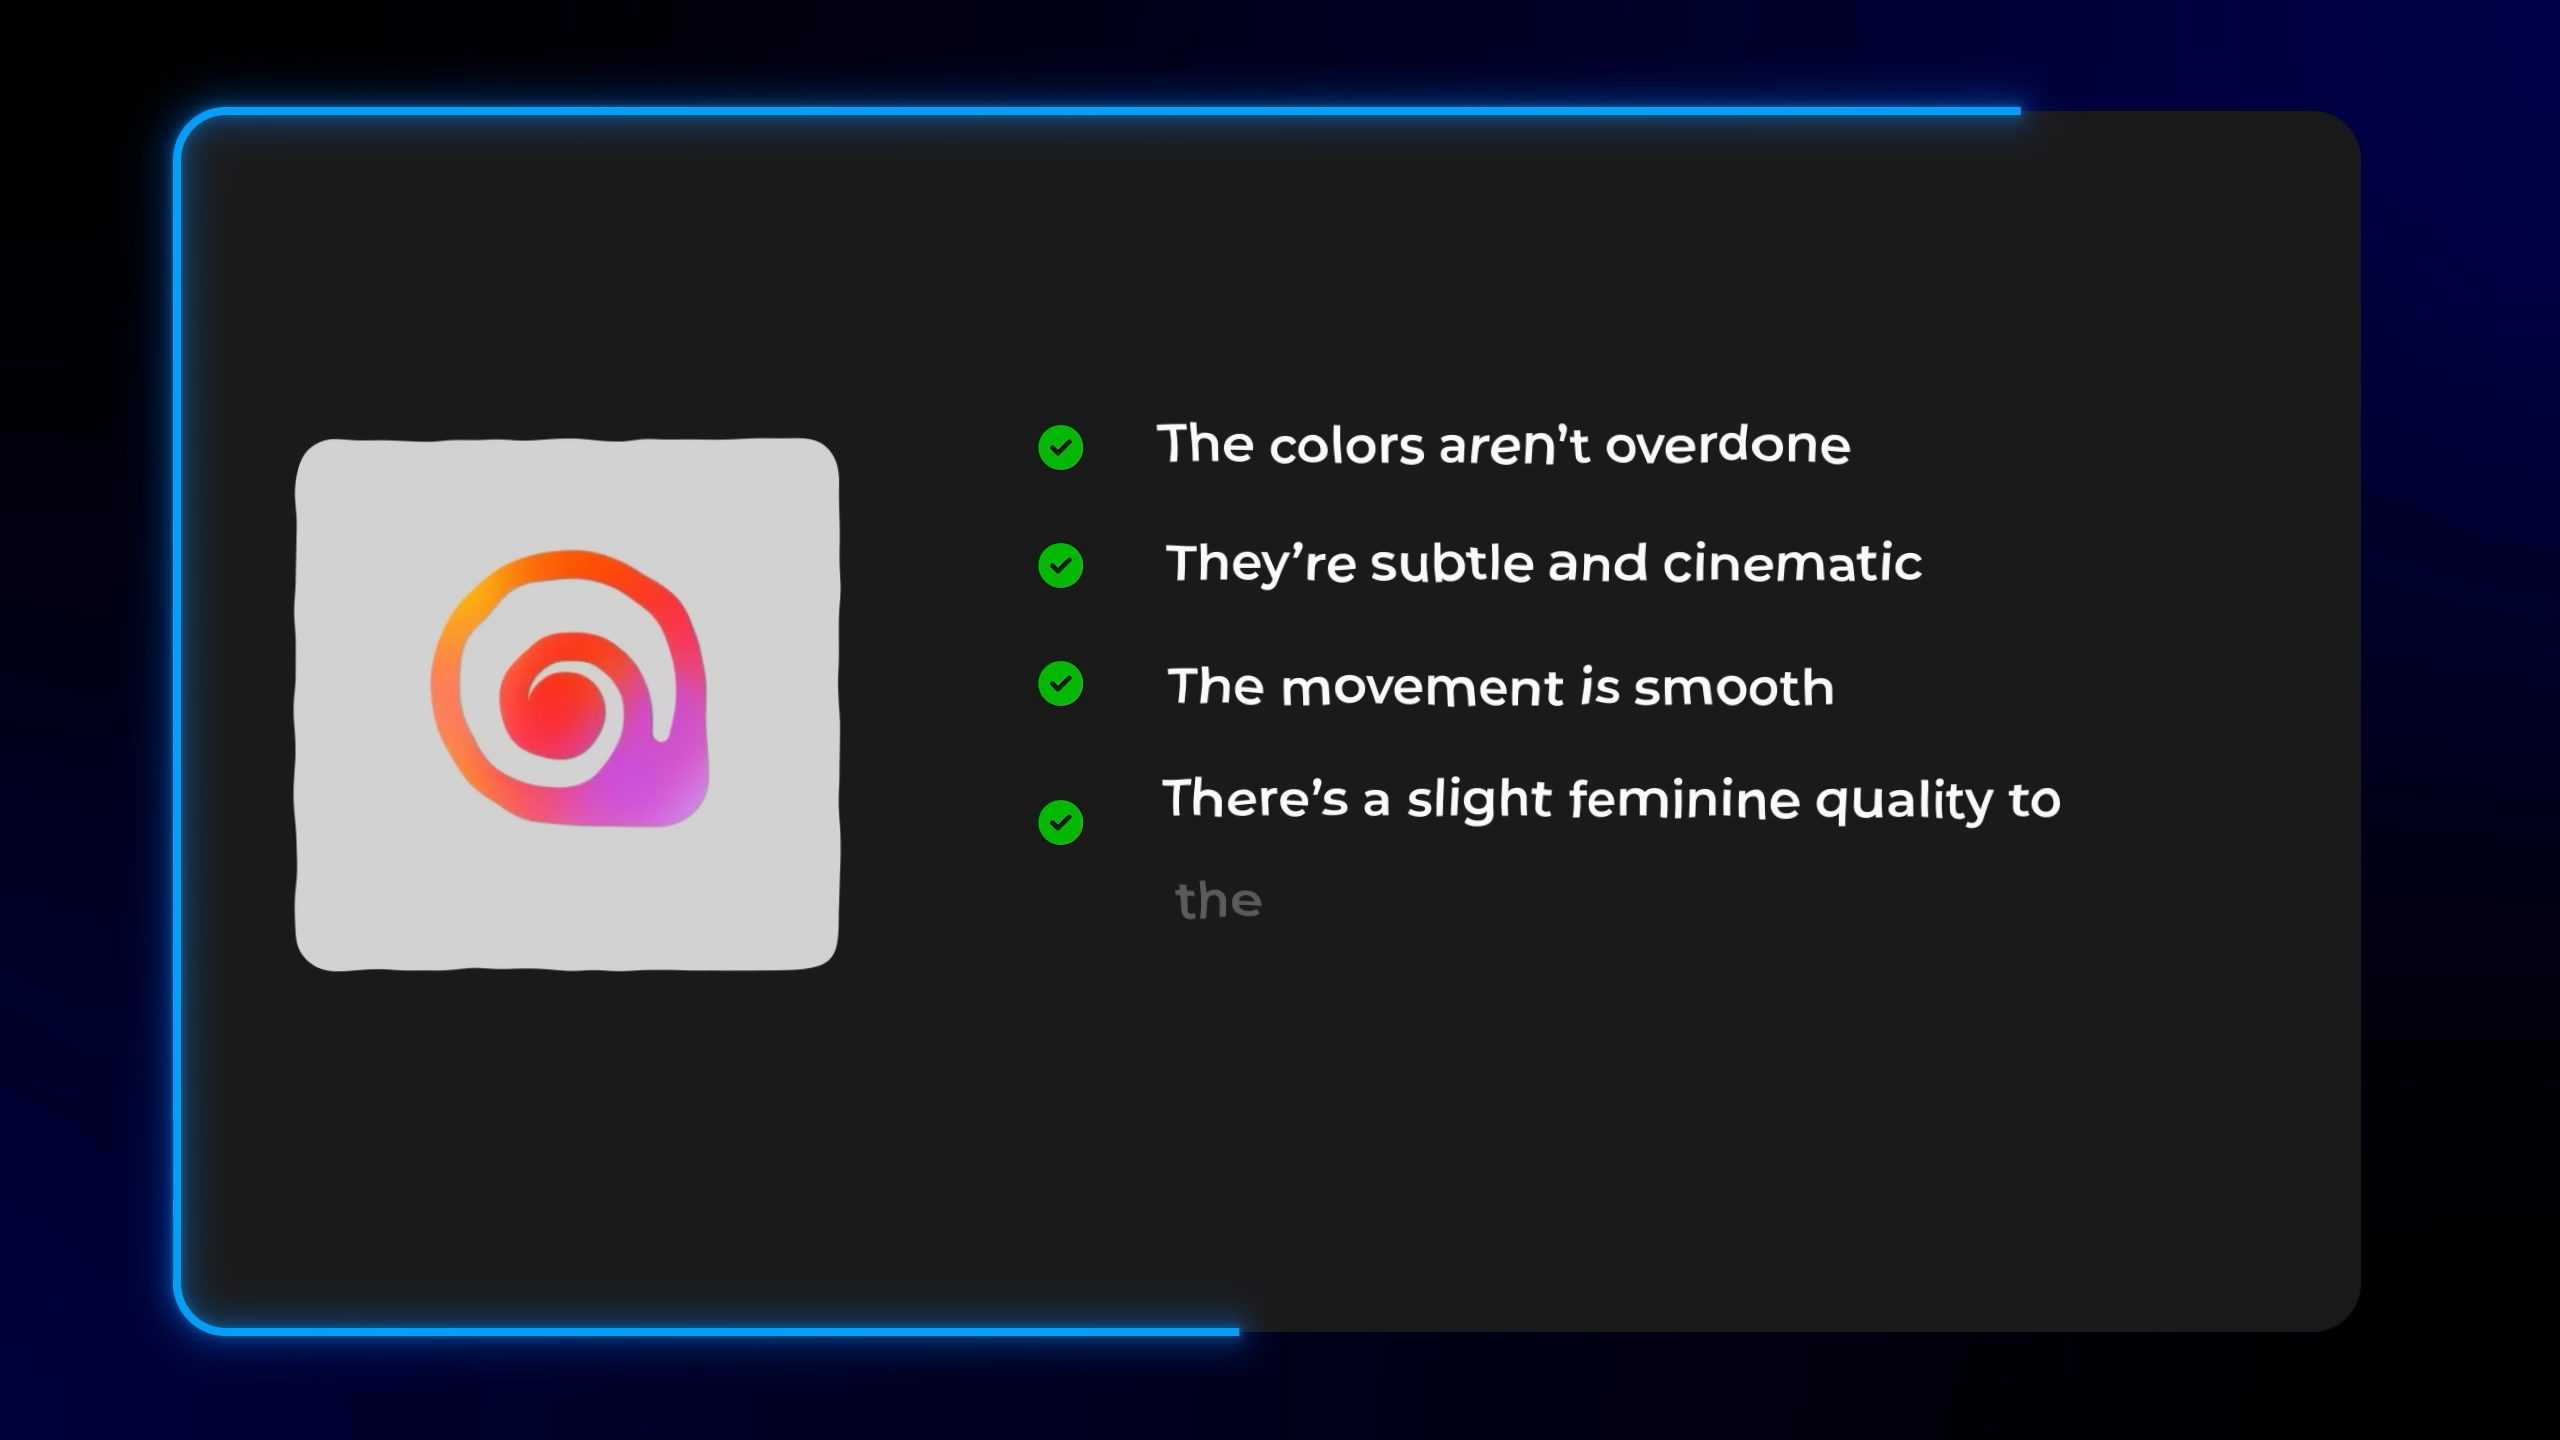 The colors aren’t overdone
They’re subtle and cinematic
The movement is smooth
There’s a slight feminine quality to
the